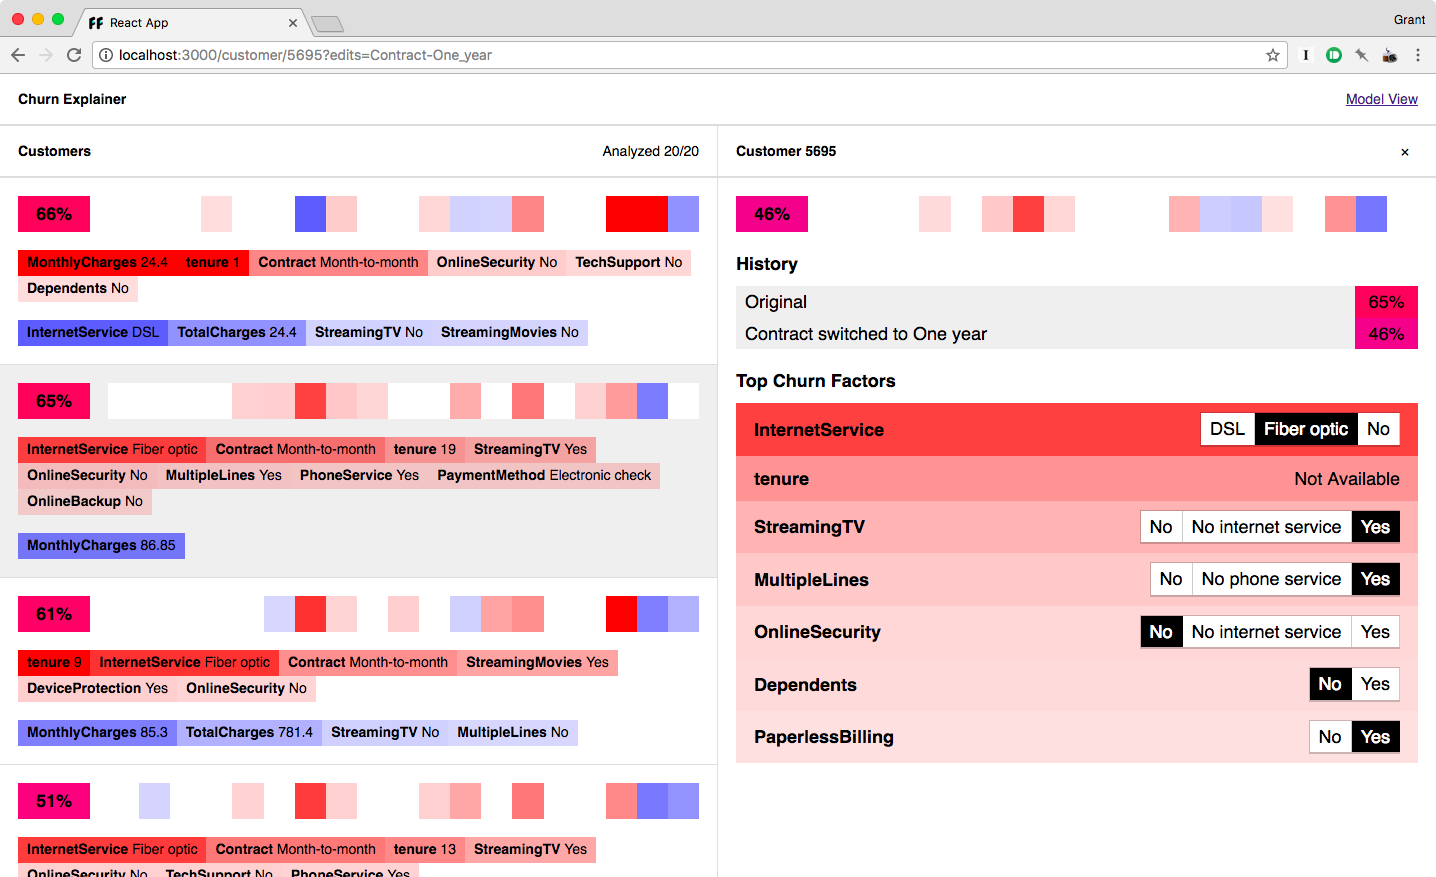 React App
Grant
localhost:3000/customer/5695?edits=Contract-One_year
Churn Explainer
Model View
Customers
Analyzed 20/20
66%
MonthlyCharges 24.4 tenure 1 Contract Month-to-month OnlineSecurity No TechSupport No
Dependents No
InternetService DSL TotalCharges 24.4 StreamingTV No StreamingMovies No
65%
InternetService Fiber optic Contract Month-to-month tenure 19 StreamingTV Yes
OnlineSecurity No MultipleLines Yes PhoneService Yes PaymentMethod Electronic check
OnlineBackup No
MonthlyCharges 86.85
61%
tenure 9 InternetService Fiber optic Contract Month-to-month StreamingMovies Yes
DeviceProtection Yes OnlineSecurity No
MonthlyCharges 85.3 TotalCharges 781.4 StreamingTV No MultipleLines No
51%
InternetService Fiber optic Contract Month-to-month tenure 13 StreamingTV Yes
OnlineSecurity No TechSupport No PhoneService Yes
Customer 5695
×
46%
History
Original 65%
Contract switched to One year 46%
Top Churn Factors
InternetService DSL Fiber optic No
tenure Not Available
StreamingTV No No internet service Yes
MultipleLines No No phone service Yes
OnlineSecurity No No internet service Yes
Dependents No Yes
PaperlessBilling No Yes